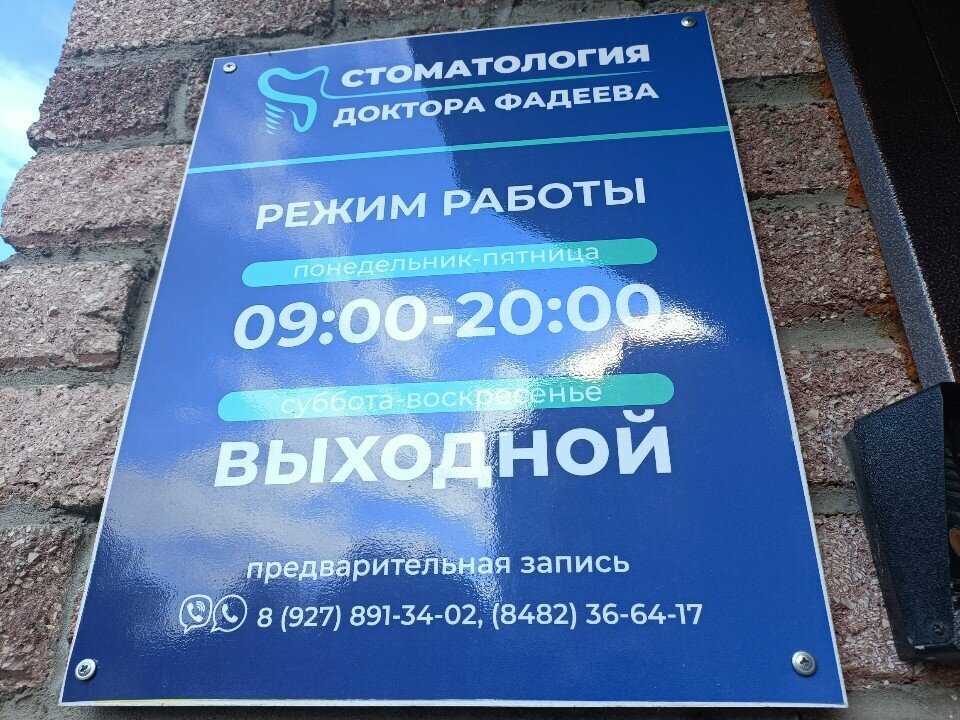 СТОМАТОЛОГИЯ
ДОКТОРА ФАДЕЕВА
РЕЖИМ РАБОТЫ
понедельник-пятница
09:00-20:00
суббота-воскресенье
ВЫХОДНОЙ
предварительная запись
8 (927) 891-34-02, (8482) 36-64-17